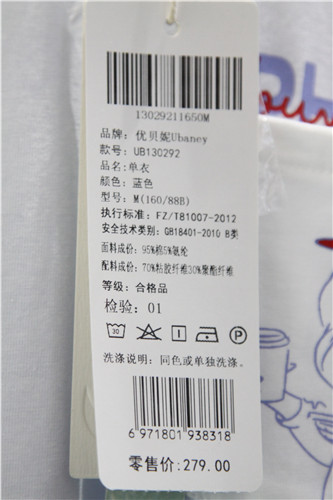 13029211650M
品牌：优贝妮Ubaney
款号：UB130292
品名：单衣
颜色：蓝色
型号：M(160/88B)
执行标准：FZ/T81007-2012
安全技术类别：GB18401-2010 B类
面料成份：95%棉5%氨纶
配料成份：70%粘胶纤维30%聚酯纤维
等级：合格品
检验：01
30
洗涤说明：同色或单独洗涤。
6 971801 938318
零售价:279.00